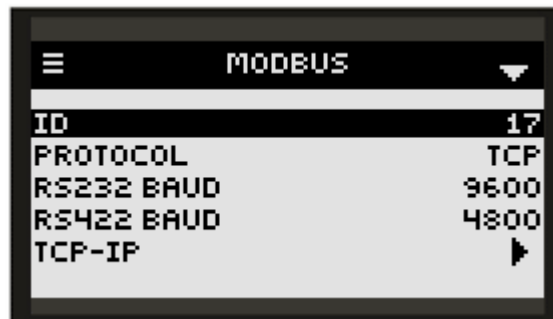 MODBUS
ID 17
PROTOCOL TCP
RS232 BAUD 9600
RS422 BAUD 4800
TCP-IP